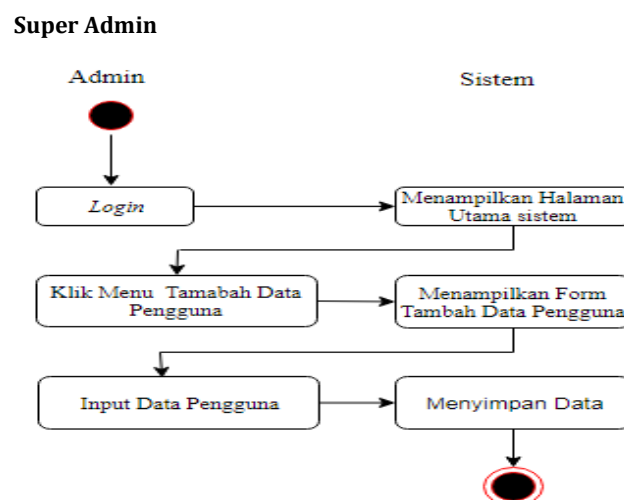 Super Admin
Admin
Sistem
Login
Menampilkan Halaman
Utama sistem
Klik Menu Tamabah Data
Pengguna
Menampilkan Form
Tambah Data Pengguna
Input Data Pengguna
Menyimpan Data